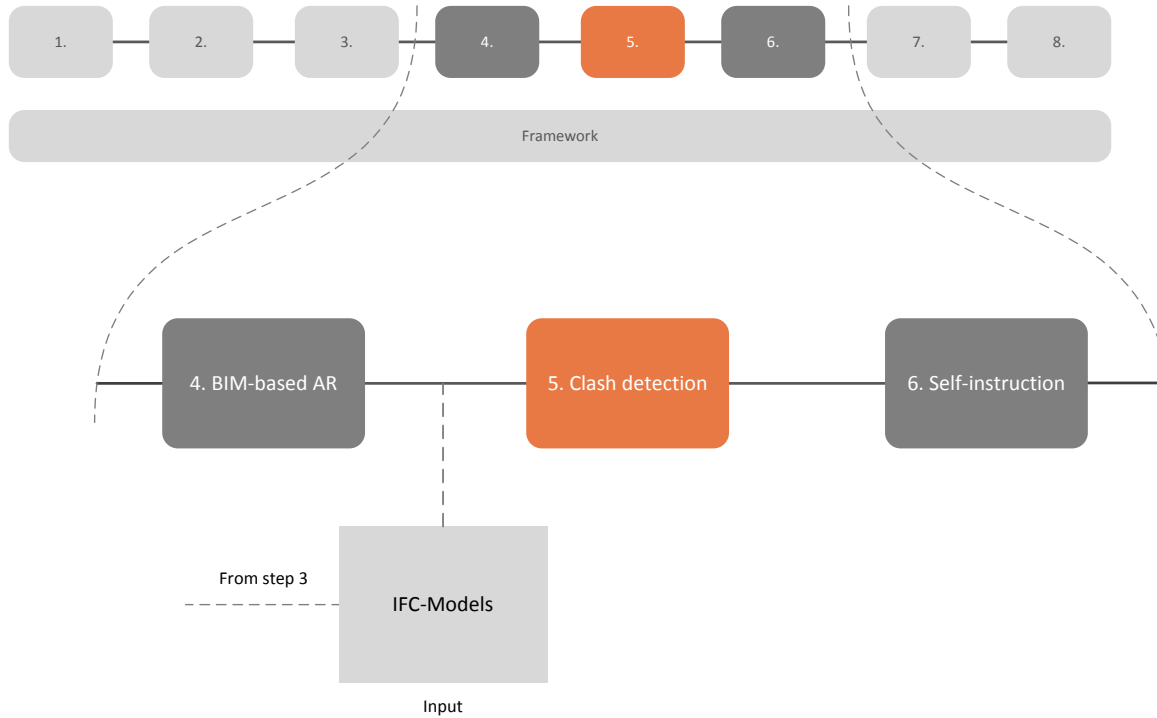 1.
2.
3.
4.
5.
6.
7.
8.
Framework
4. BIM-based AR
5. Clash detection
6. Self-instruction
From step 3
IFC-Models
Input